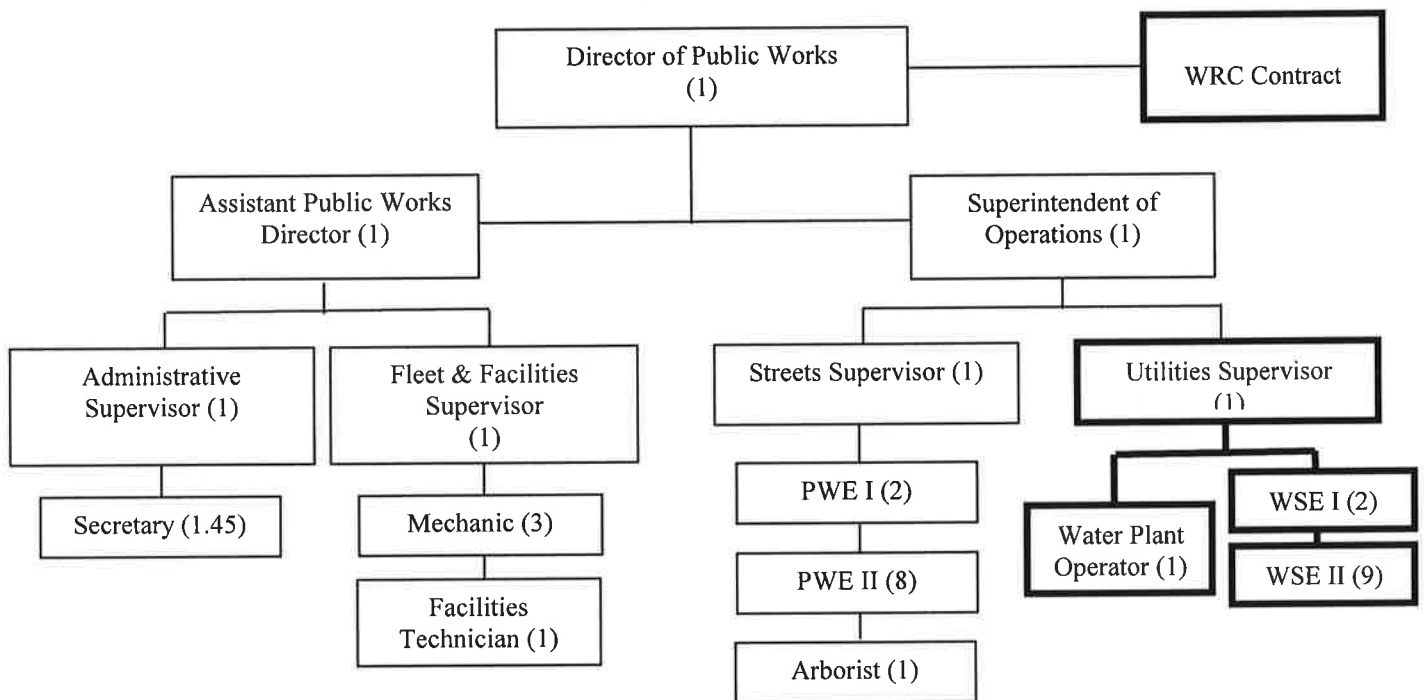 Director of Public Works
(1)
WRC Contract
Assistant Public Works
Director (1)
Superintendent of
Operations (1)
Administrative
Supervisor (1)
Fleet & Facilities
Supervisor
(1)
Streets Supervisor (1)
Utilities Supervisor
(1)
Secretary (1.45)
Mechanic (3)
Facilities
Technician (1)
PWE I (2)
PWE II (8)
Arborist (1)
Water Plant
Operator (1)
WSE I (2)
WSE II (9)